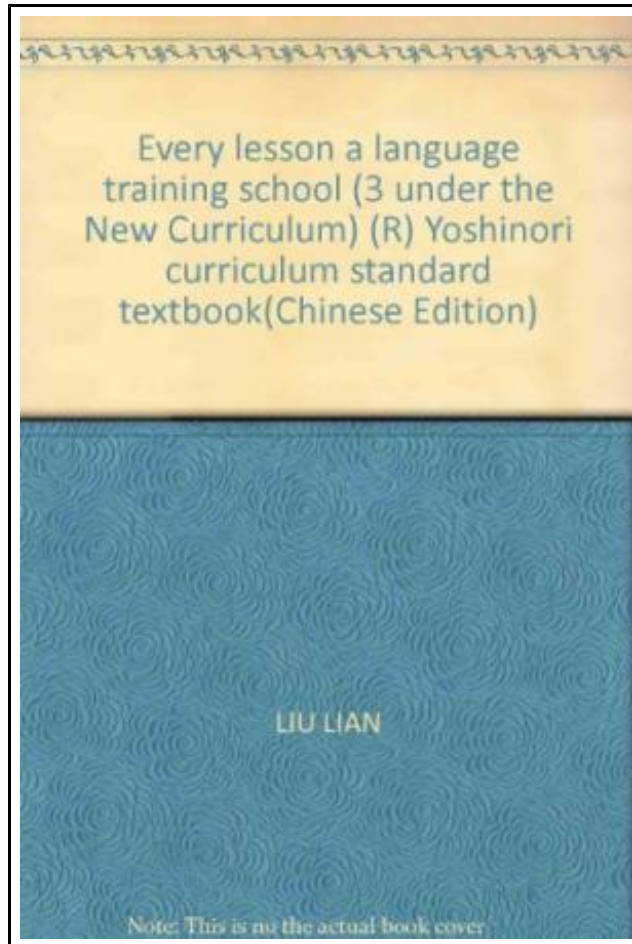 Every lesson a language
training school (3 under the
New Curriculum) (R) Yoshinori
curriculum standard
textbook(Chinese Edition)
LIU LIAN
Note: This is no the actual book cover